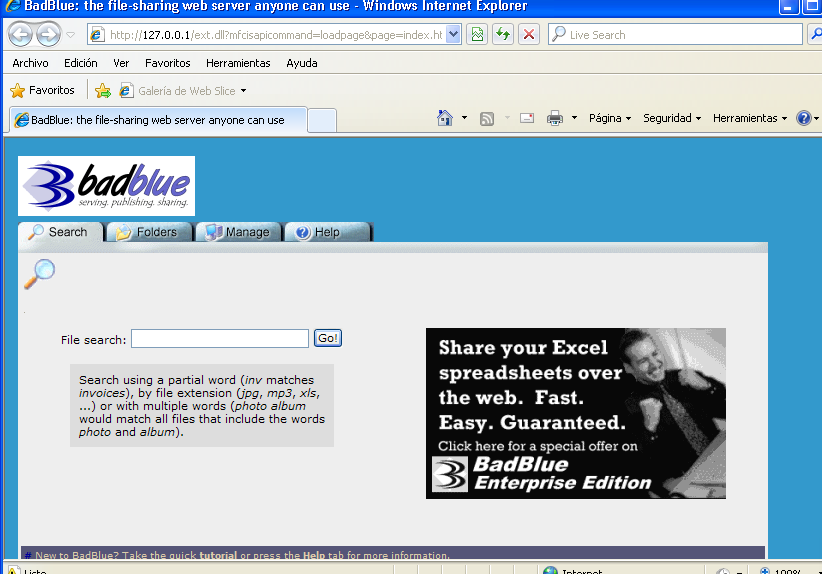 BadBlue: the file-sharing web server anyone can use - Windows Internet Explorer
http://127.0.0.1/ext.dll?mfcisapicommand=loadpage&page=index.ht
Live Search
Archivo Edición Ver Favoritos Herramientas Ayuda
Favoritos Galería de Web Slice
BadBlue: the file-sharing web server anyone can use
Página Seguridad Herramientas
badblue
serving. publishing. sharing.
Search Folders Manage Help
File search: Go!
Share your Excel
spreadsheets over
the web. Fast.
Easy. Guaranteed.
Click here for a special offer on
BadBlue
Enterprise Edition
Search using a partial word (inv matches
invoices), by file extension (jpg, mp3, xls,
...) or with multiple words (photo album
would match all files that include the words
photo and album).
# New to BadBlue? Take the quick tutorial or press the Help tab for more information.
Listo Internet 100%